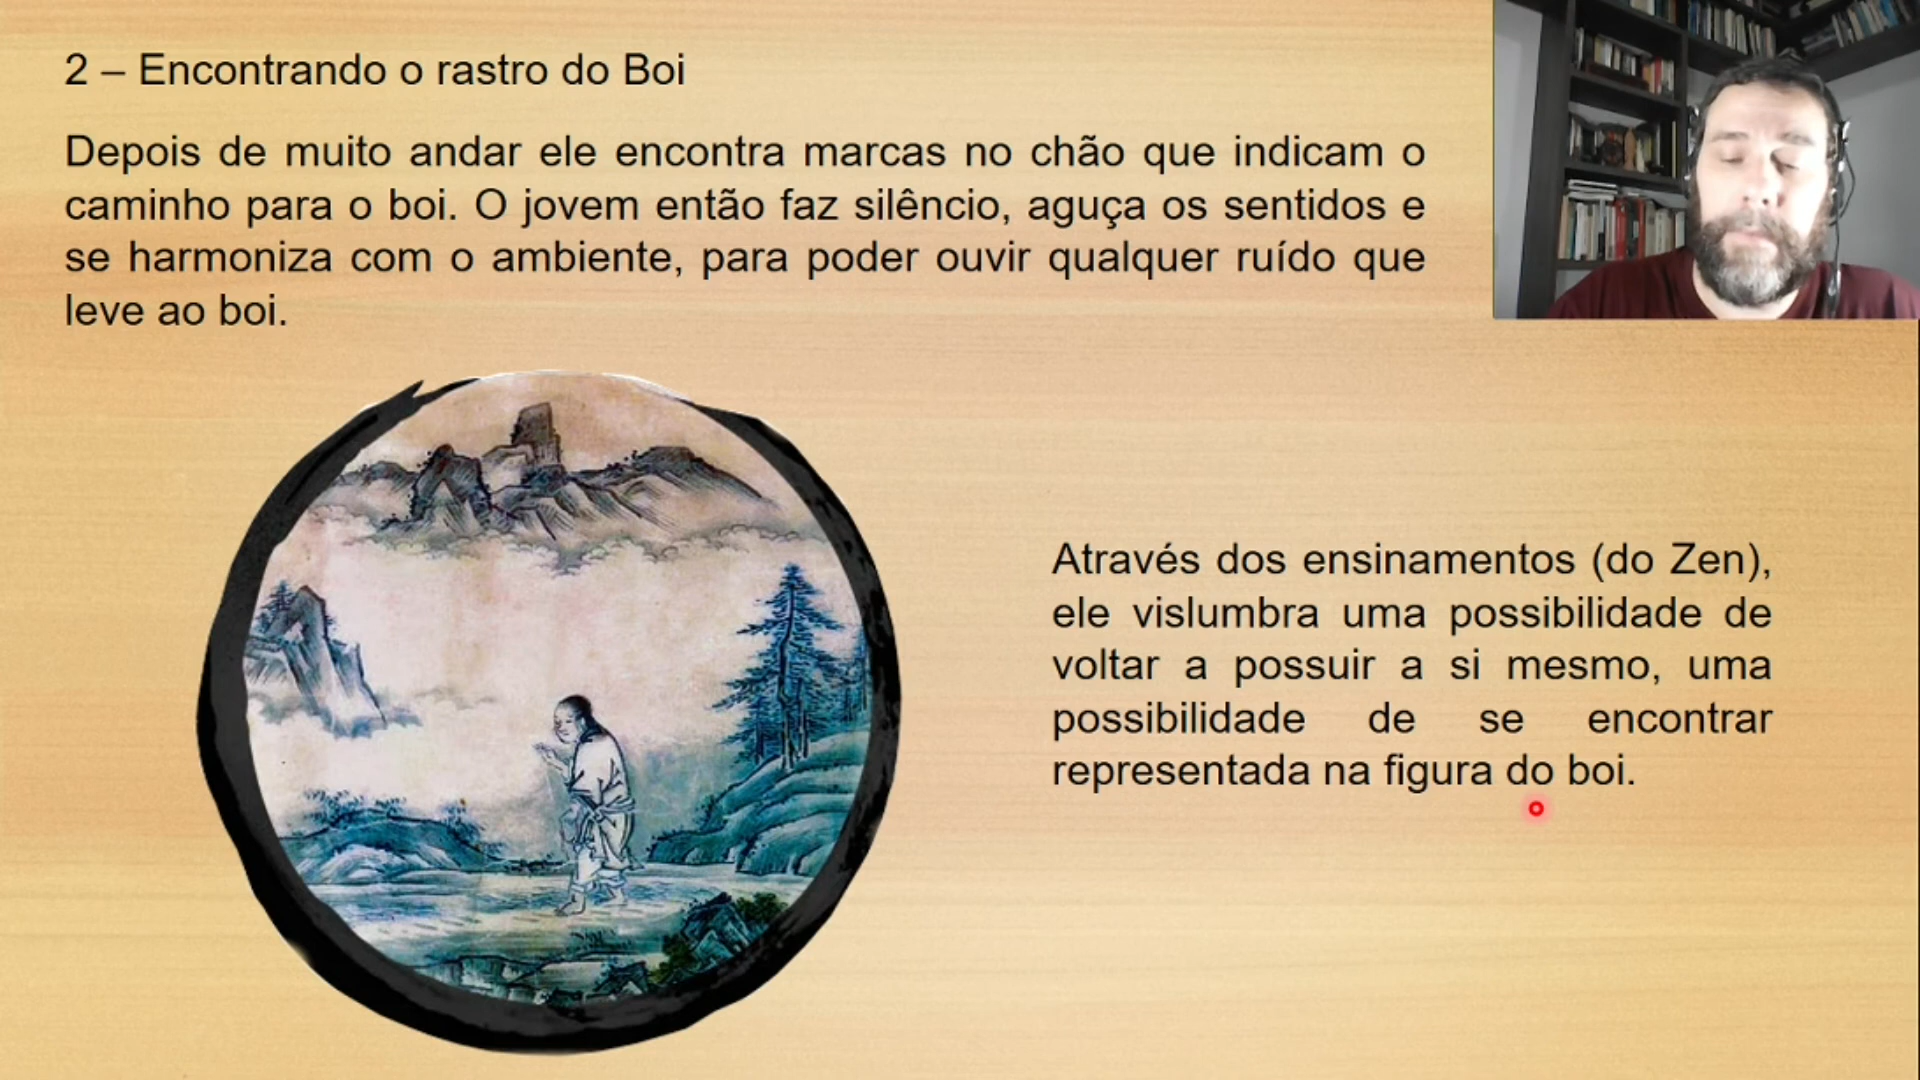 2 – Encontrando o rastro do Boi
Depois de muito andar ele encontra marcas no chão que indicam o
caminho para o boi. O jovem então faz silêncio, aguça os sentidos e
se harmoniza com o ambiente, para poder ouvir qualquer ruído que
leve ao boi.
Através dos ensinamentos (do Zen),
ele vislumbra uma possibilidade de
voltar a possuir a si mesmo, uma
possibilidade de se encontrar
representada na figura do boi.